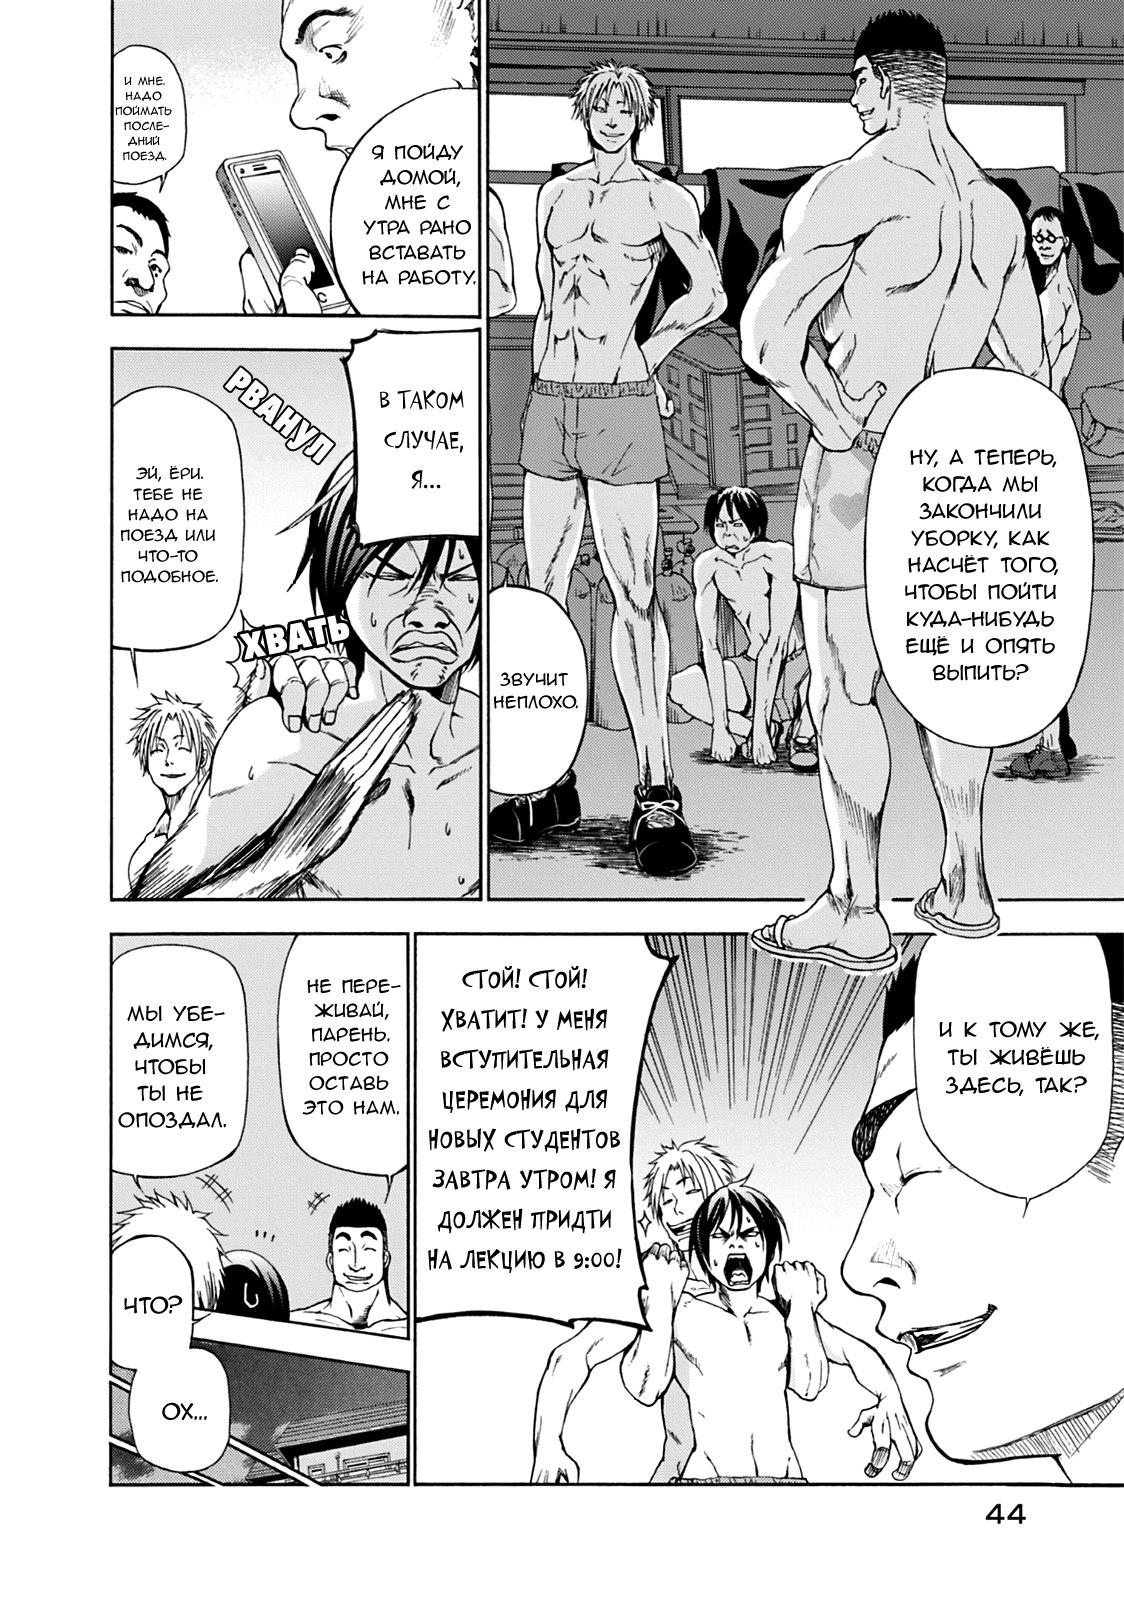 НУ, А ТЕПЕРЬ,
КОГДА МЫ
ЗАКОНЧИЛИ
УБОРКУ, КАК
НАСЧЁТ ТОГО,
ЧТОБЫ ПОЙТИ
КУДА-НИБУДЬ
ЕЩЁ И ОПЯТЬ
ВЫПИТЬ?
ЗВУЧИТ
НЕПЛОХО.
Я ПОЙДУ
ДОМОЙ,
МНЕ С
УТРА РАНО
ВСТАВАТЬ
НА РАБОТУ.
И МНЕ.
НАДО
ПОЙМАТЬ
ПОСЛЕ-
ДНИЙ
ПОЕЗД.
В ТАКОМ
СЛУЧАЕ,
Я...
РВАНУЛ
ЭЙ, ЁРИ.
ТЕБЕ НЕ
НАДО НА
ПОЕЗД ИЛИ
ЧТО-ТО
ПОДОБНОЕ.
ХВАТЬ
И К ТОМУ ЖЕ,
ТЫ ЖИВЁШЬ
ЗДЕСЬ, ТАК?
СТОЙ! СТОЙ!
ХВАТИТ! У МЕНЯ
ВСТУПИТЕЛЬНАЯ
ЦЕРЕМОНИЯ ДЛЯ
НОВЫХ СТУДЕНТОВ
ЗАВТРА УТРОМ! Я
ДОЛЖЕН ПРИДТИ
НА ЛЕКЦИЮ В 9:00!
НЕ ПЕРЕ-
ЖИВАЙ,
ПАРЕНЬ.
ПРОСТО
ОСТАВЬ
ЭТО НАМ.
МЫ УБЕ-
ДИМСЯ,
ЧТОБЫ
ТЫ НЕ
ОПОЗДАЛ.
ЧТО?
ОХ...
44